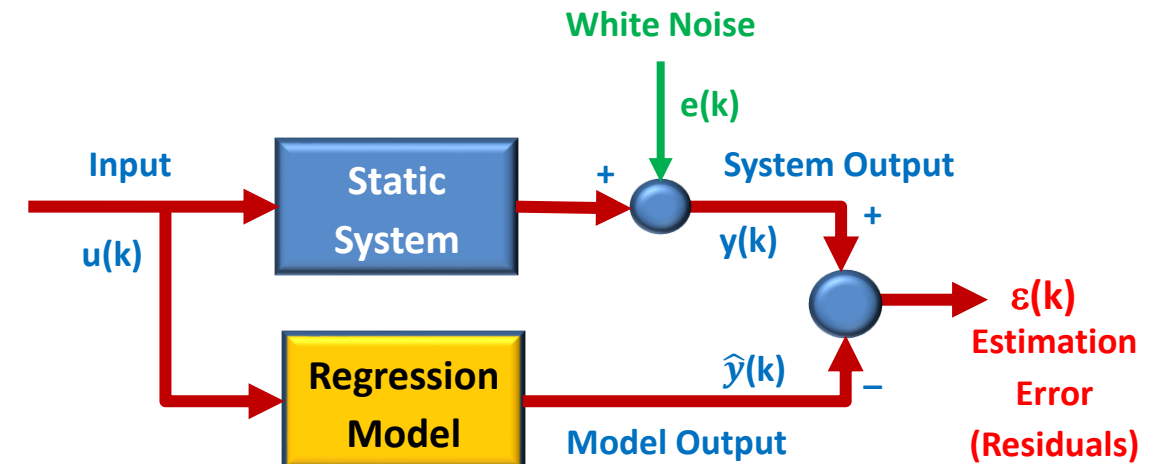 White Noise
e(k)
Input
Static
System
+
System Output
u(k)
y(k)
+
ε(k)
Estimation
Error
(Residuals)
Regression
Model
ŷ(k)
–
Model Output